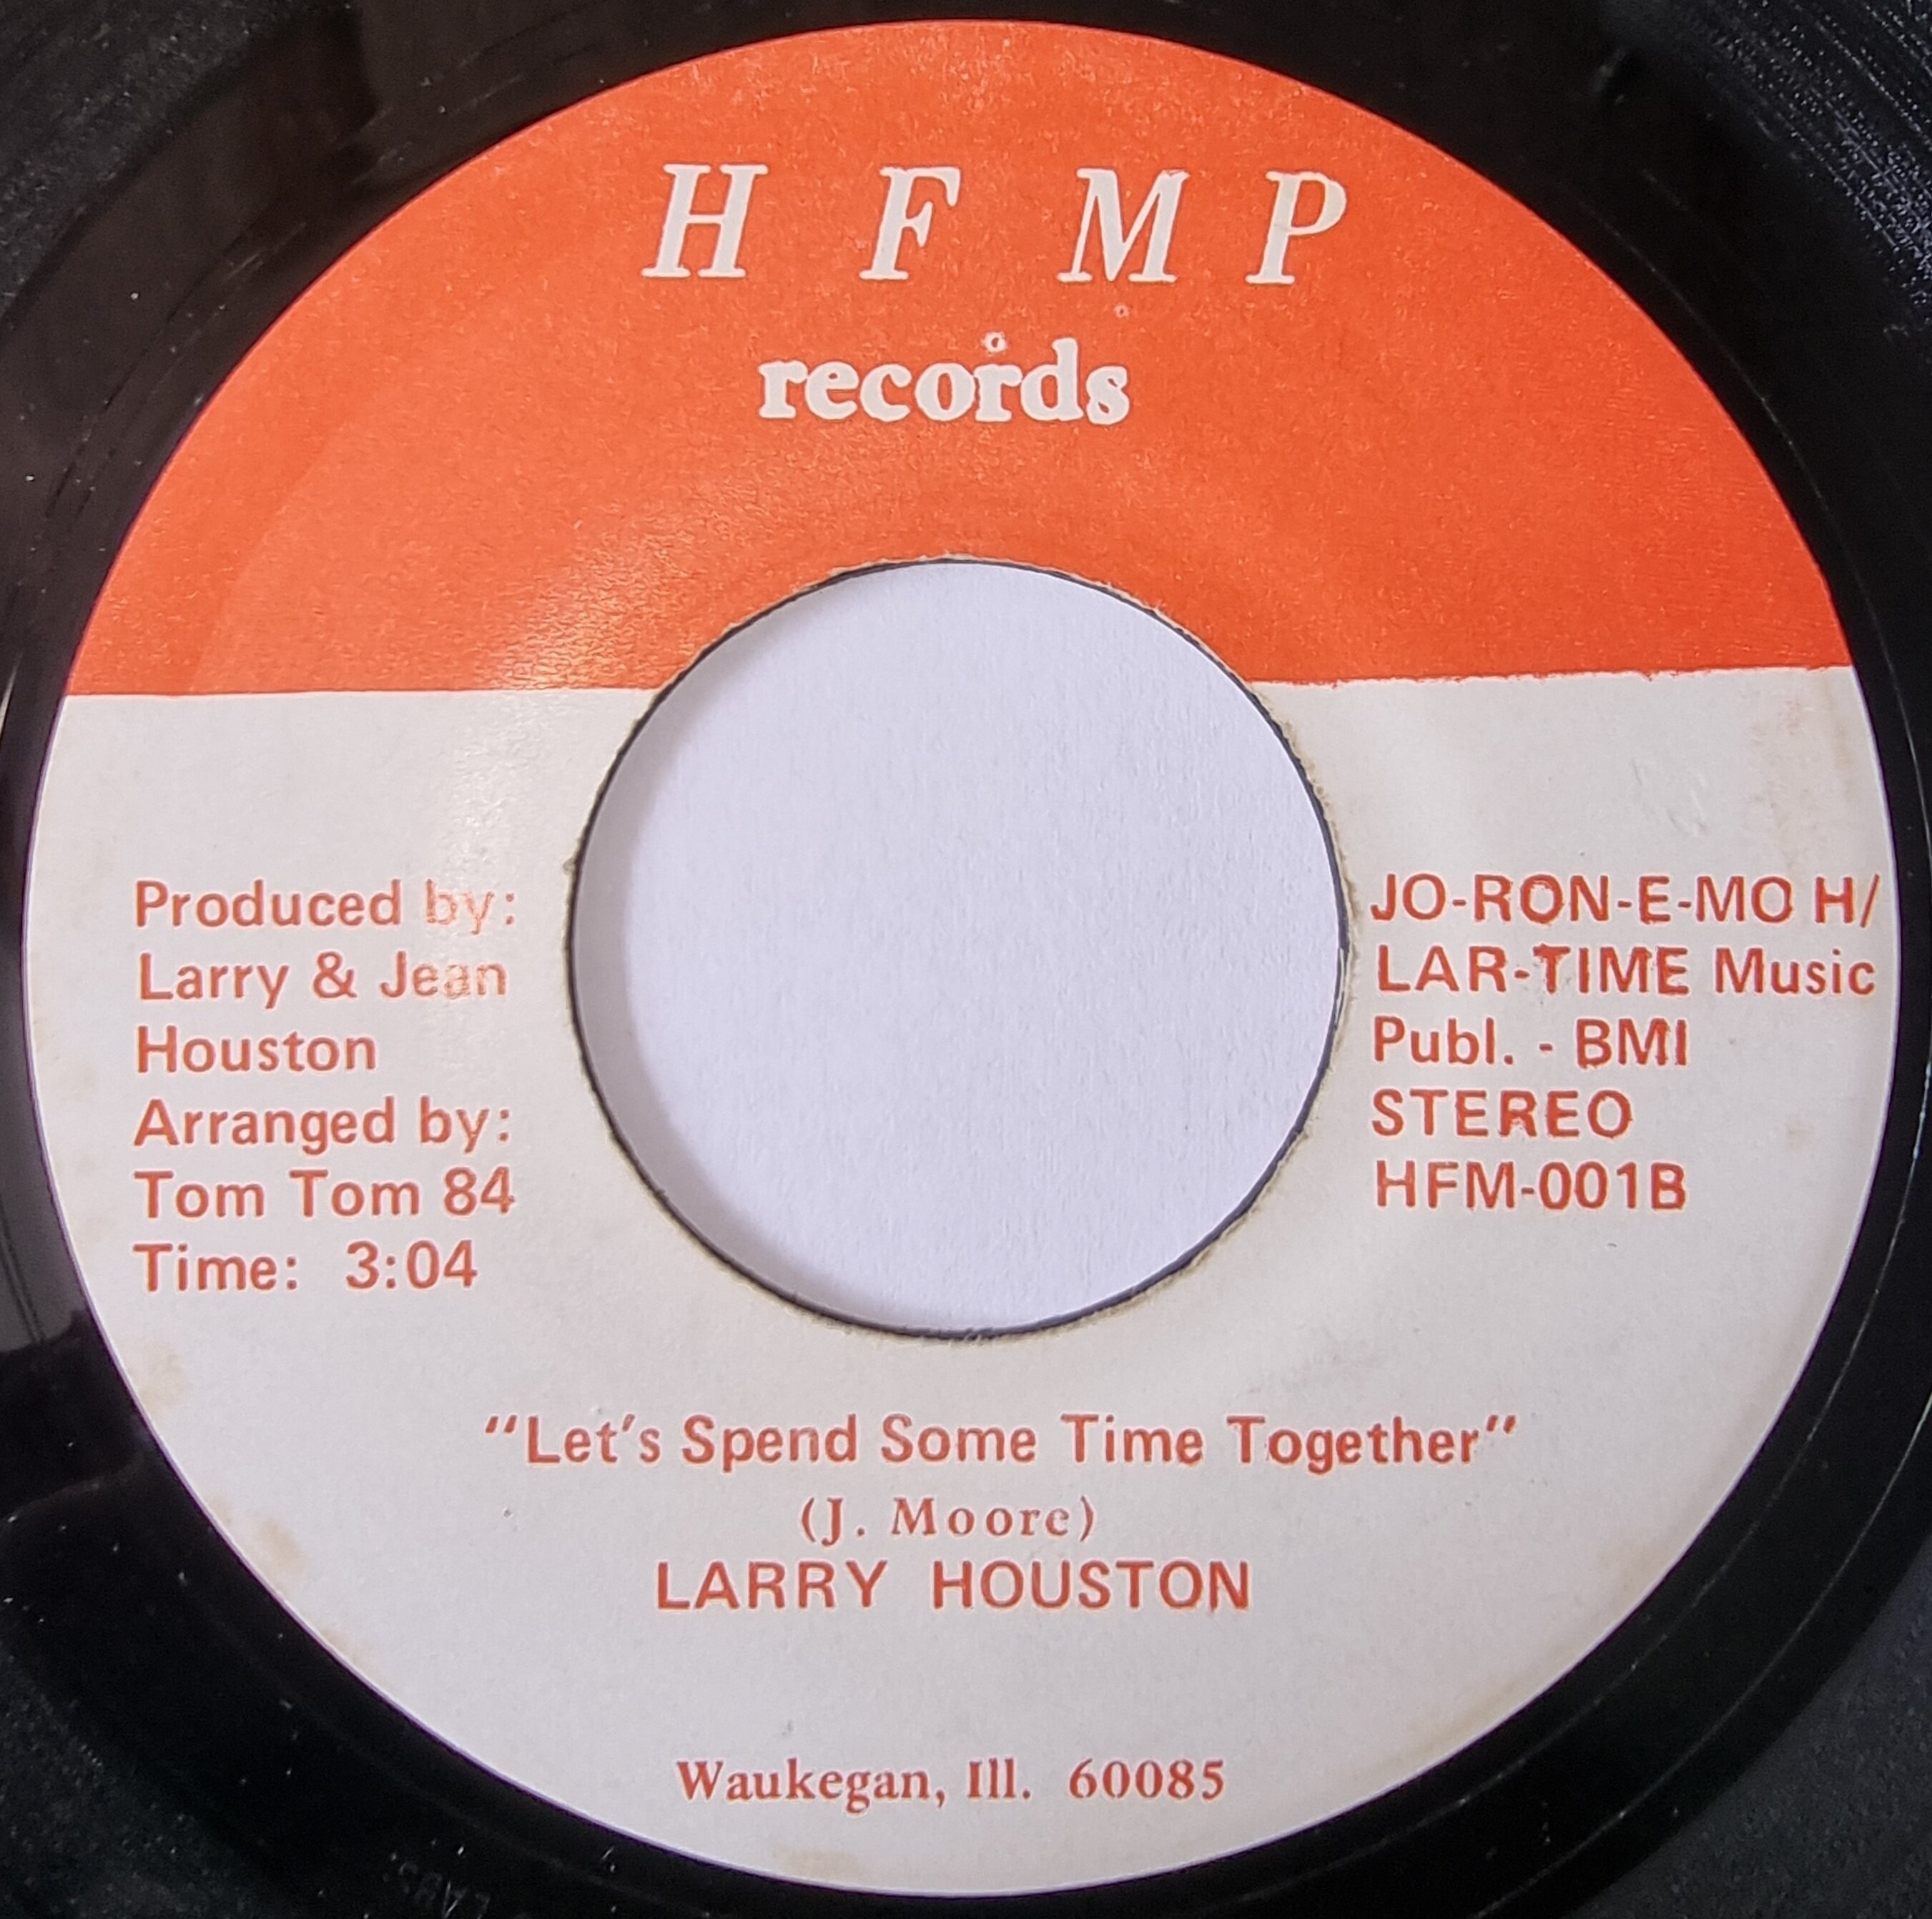 H F M P
records
Produced by:
Larry & Jean
Houston
Arranged by:
Tom Tom 84
Time: 3:04
JO-RON-E-MO H/
LAR-TIME Music
Publ. - BMI
STEREO
HFM-001B
"Let's Spend Some Time Together"
(J. Moore)
LARRY HOUSTON
Waukegan, Ill. 60085